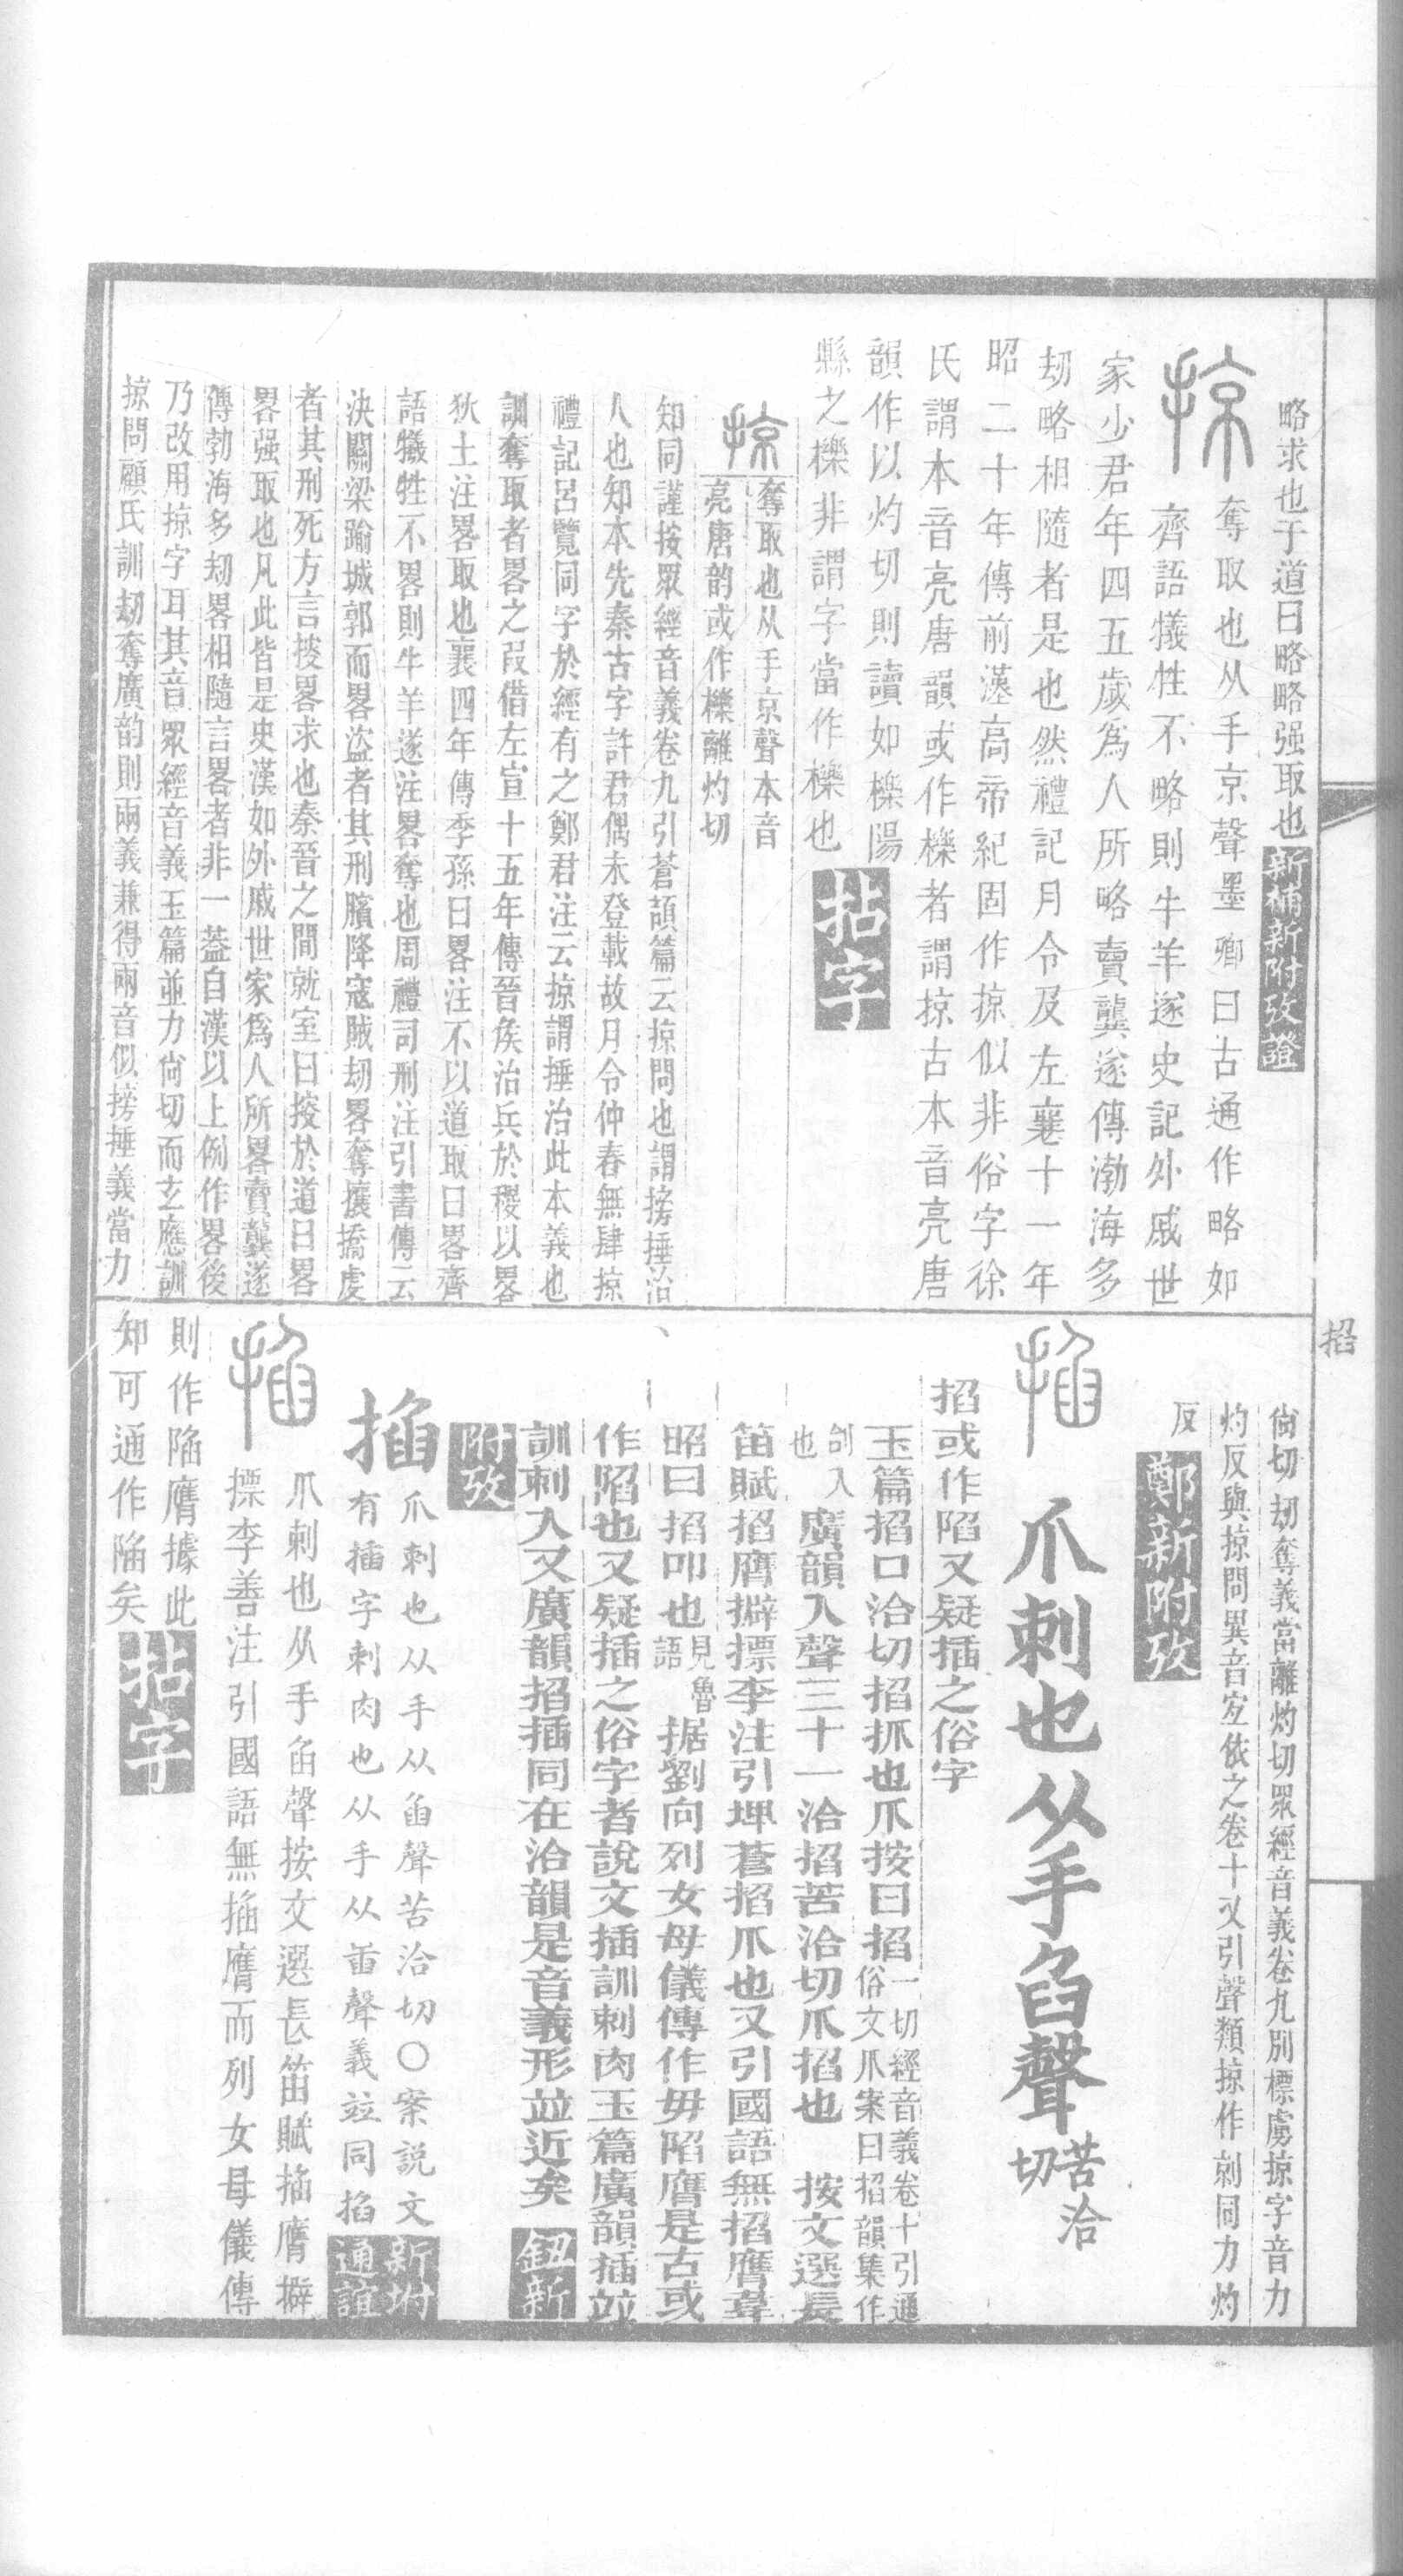 略求也于道曰略略强取也新補新附攷證
掠奪取也从手京聲墨卿曰古通作略如
齊語犧牲不略則牛羊遂史記外戚世
家少君年四五歲爲人所略賣龔遂傳渤海多
劫略相隨者是也然禮記月令及左襄十一年
昭二十年傳前漢高帝紀固作掠似非俗字徐
氏謂本音亮唐韻或作㩰者謂掠古本音亮唐
韻作以灼切則讀如櫟陽
縣之櫟非謂字當作㩰也拈字
掠奪取也从手京聲本音
亮唐韵或作㩰離灼切
知同謹按眾經音義卷九引蒼頡篇云掠問也謂搒捶治
人也知本先秦古字許君偶未登載故月令仲春無肆掠
禮記呂覽同字於經有之鄭君注云掠謂捶治此本義也
訓奪取者畧之叚借左宣十五年傳晉矦治兵於稷以畧
狄土注畧取也襄四年傳季孫曰畧注不以道取曰畧齊
語犧牲不畧則牛羊遂注畧奪也周禮司刑注引書傳云
決關梁踰城郭而畧盜者其刑臏降寇賊劫畧奪攘撟虔
者其刑死方言搜畧求也秦晉之間就室曰搜於道曰畧
畧强取也凡此皆是史漢如外戚世家爲人所畧賣龔遂
傳勃海多劫畧相隨言畧者非一蓋自漢以上例作畧後
乃改用掠字耳其音眾經音義玉篇並力尙切而玄應訓
掠問顧氏訓劫奪廣韵則兩義兼得兩音似搒捶義當力
掐
尙切劫奪義當離灼切眾經音義卷九別標虜掠字音力
灼反與掠問異音宐依之卷十又引聲類掠作剠同力灼
反鄭新附攷
掐爪刺也从手臽聲苦洽切
掐或作陷又疑插之俗字
玉篇掐口洽切掐抓也爪按曰掐一切經音義卷十引通俗文爪案曰掐韻集作
刟入也廣韻入聲三十一洽掐苦洽切爪掐也按文選長
笛賦掐膺擗摽李注引埤蒼掐爪也又引國語無掐膺韋
昭曰掐叩也見魯語据劉向列女母儀傳作毋陷膺是古或
作陷也又疑插之俗字者說文插訓刺肉玉篇廣韻插竝
訓刺入又廣韻掐插同在洽韻是音義形竝近矣鈕新
附攷
掐爪刺也从手从臽聲苦洽切〇案説文
有插字刺肉也从手从臿聲義竝同掐新附通誼
掐爪刺也从手臽聲按文選長笛賦掐膺擗
摽李善注引國語無掐膺而列女母儀傳
則作陷膺據此
知可通作陷矣拈字